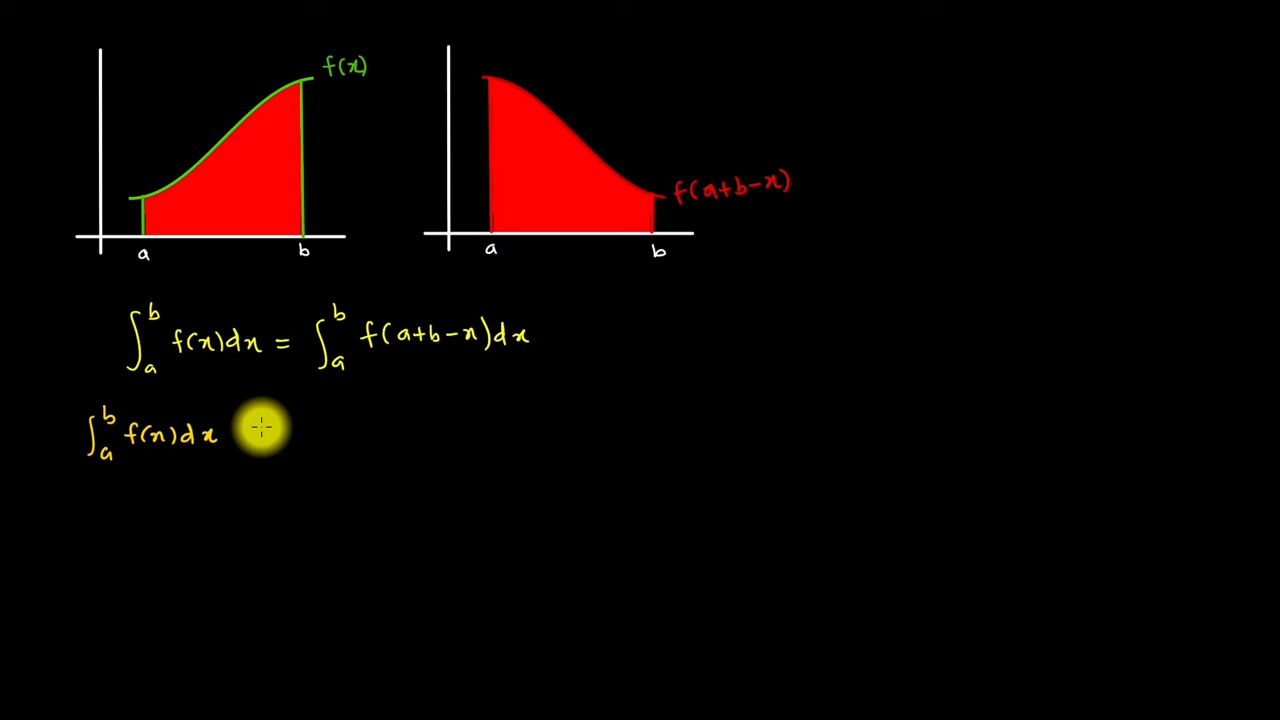 f(x)
f(a+b-x)
a b
a b
∫_a^b f(x)dx = ∫_a^b f(a+b-x)dx
∫_a^b f(x)dx